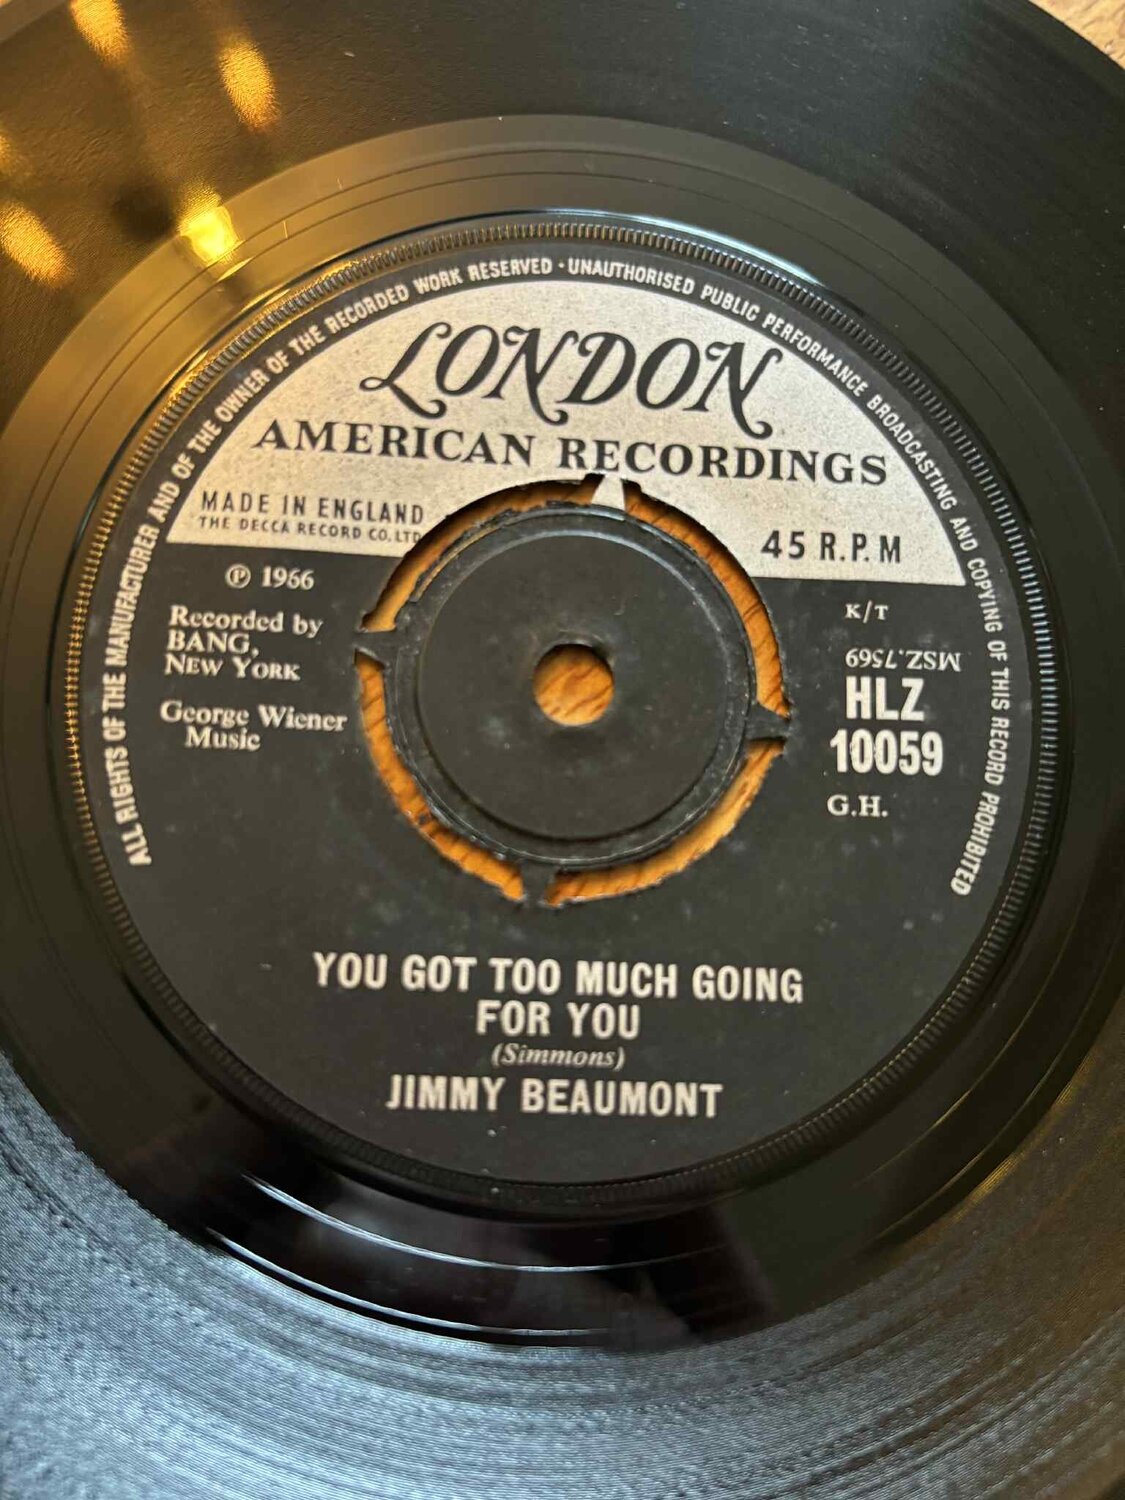 ALL RIGHTS OF THE MANUFACTURER AND OF THE OWNER OF THE RECORDED WORK RESERVED · UNAUTHORISED PUBLIC PERFORMANCE BROADCASTING AND COPYING OF THIS RECORD PROHIBITED
LONDON
AMERICAN RECORDINGS
MADE IN ENGLAND
THE DECCA RECORD CO. LTD
45 R.P.M
℗ 1966
Recorded by
BANG,
NEW YORK
George Wiener
Music
K/T
MSZ.7569
HLZ
10059
G.H.
YOU GOT TOO MUCH GOING
FOR YOU
(Simmons)
JIMMY BEAUMONT